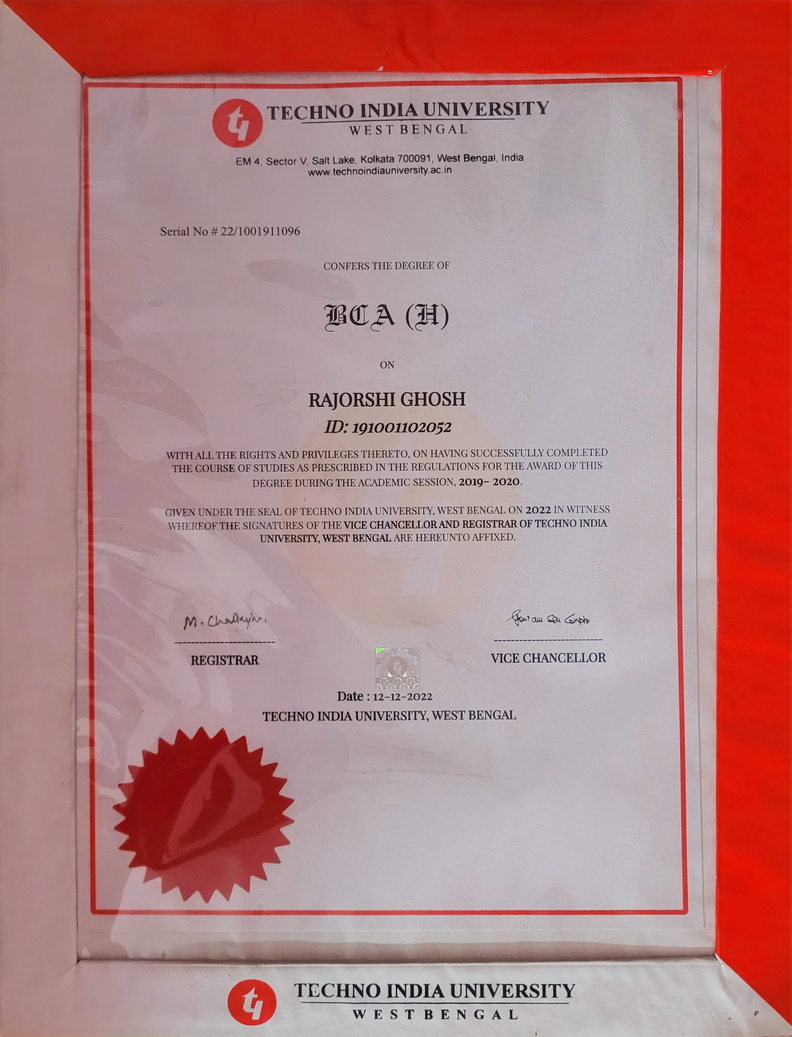 TECHNO INDIA UNIVERSITY
WEST BENGAL
EM 4, Sector V, Salt Lake, Kolkata 700091, West Bengal, India
www.technoindiauniversity.ac.in
Serial No # 22/1001911096
CONFERS THE DEGREE OF
BCA (H)
ON
RAJORSHI GHOSH
ID: 191001102052
WITH ALL THE RIGHTS AND PRIVILEGES THERETO, ON HAVING SUCCESSFULLY COMPLETED
THE COURSE OF STUDIES AS PRESCRIBED IN THE REGULATIONS FOR THE AWARD OF THIS
DEGREE DURING THE ACADEMIC SESSION, 2019- 2020.
GIVEN UNDER THE SEAL OF TECHNO INDIA UNIVERSITY, WEST BENGAL ON 2022 IN WITNESS
WHEREOF THE SIGNATURES OF THE VICE CHANCELLOR AND REGISTRAR OF TECHNO INDIA
UNIVERSITY, WEST BENGAL ARE HEREUNTO AFFIXED.
REGISTRAR
VICE CHANCELLOR
Date : 12-12-2022
TECHNO INDIA UNIVERSITY, WEST BENGAL
TECHNO INDIA UNIVERSITY
WEST BENGAL